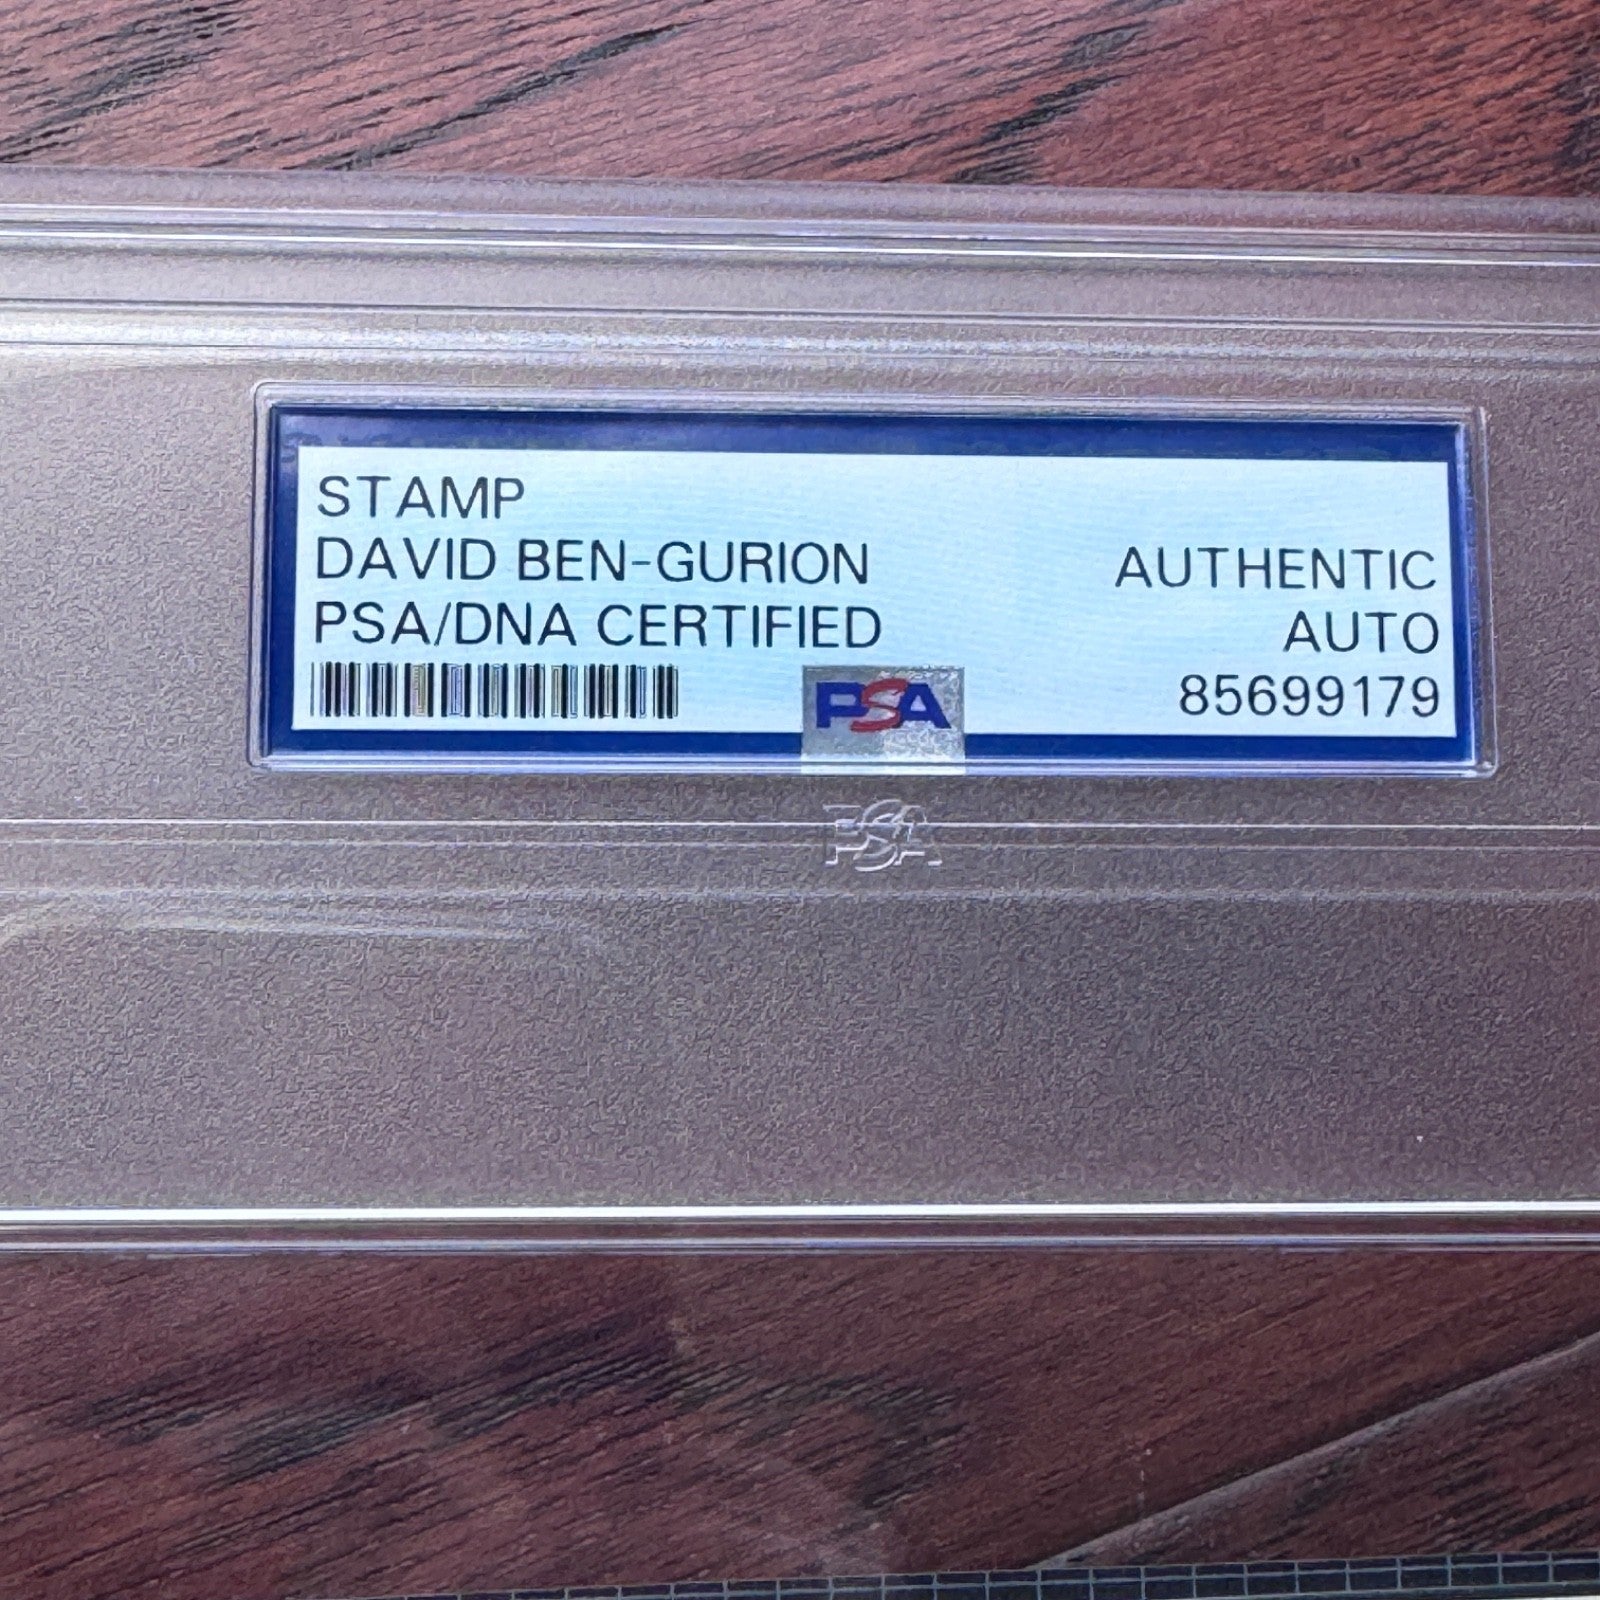 STAMP
DAVID BEN-GURION
PSA/DNA CERTIFIED
AUTHENTIC
AUTO
85699179
PSA
PSA